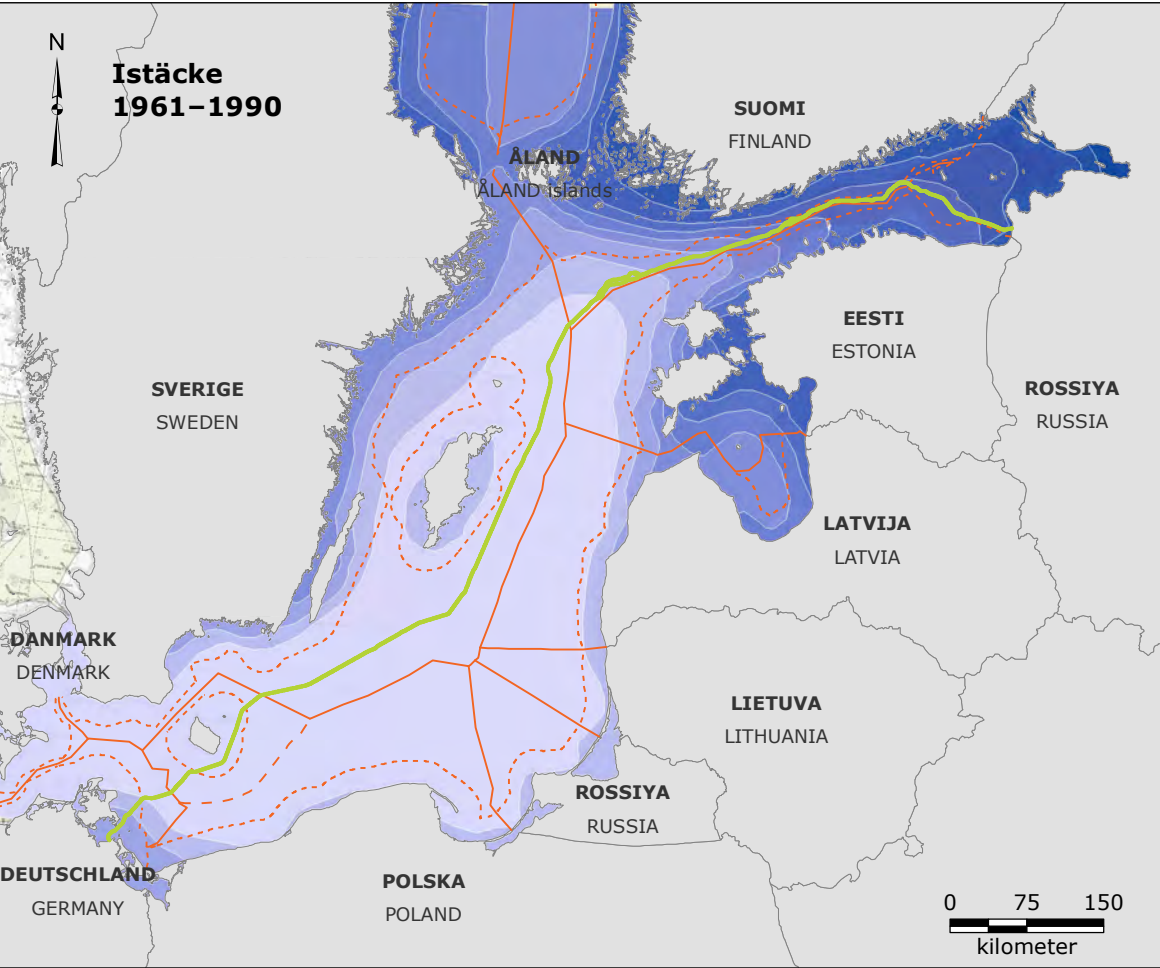 N
Istäcke
1961–1990
SUOMI
FINLAND
ÅLAND
ÅLAND islands
EESTI
ESTONIA
SVERIGE
SWEDEN
ROSSIYA
RUSSIA
LATVIJA
LATVIA
DANMARK
DENMARK
LIETUVA
LITHUANIA
ROSSIYA
RUSSIA
DEUTSCHLAND
GERMANY
POLSKA
POLAND
0 75 150
kilometer